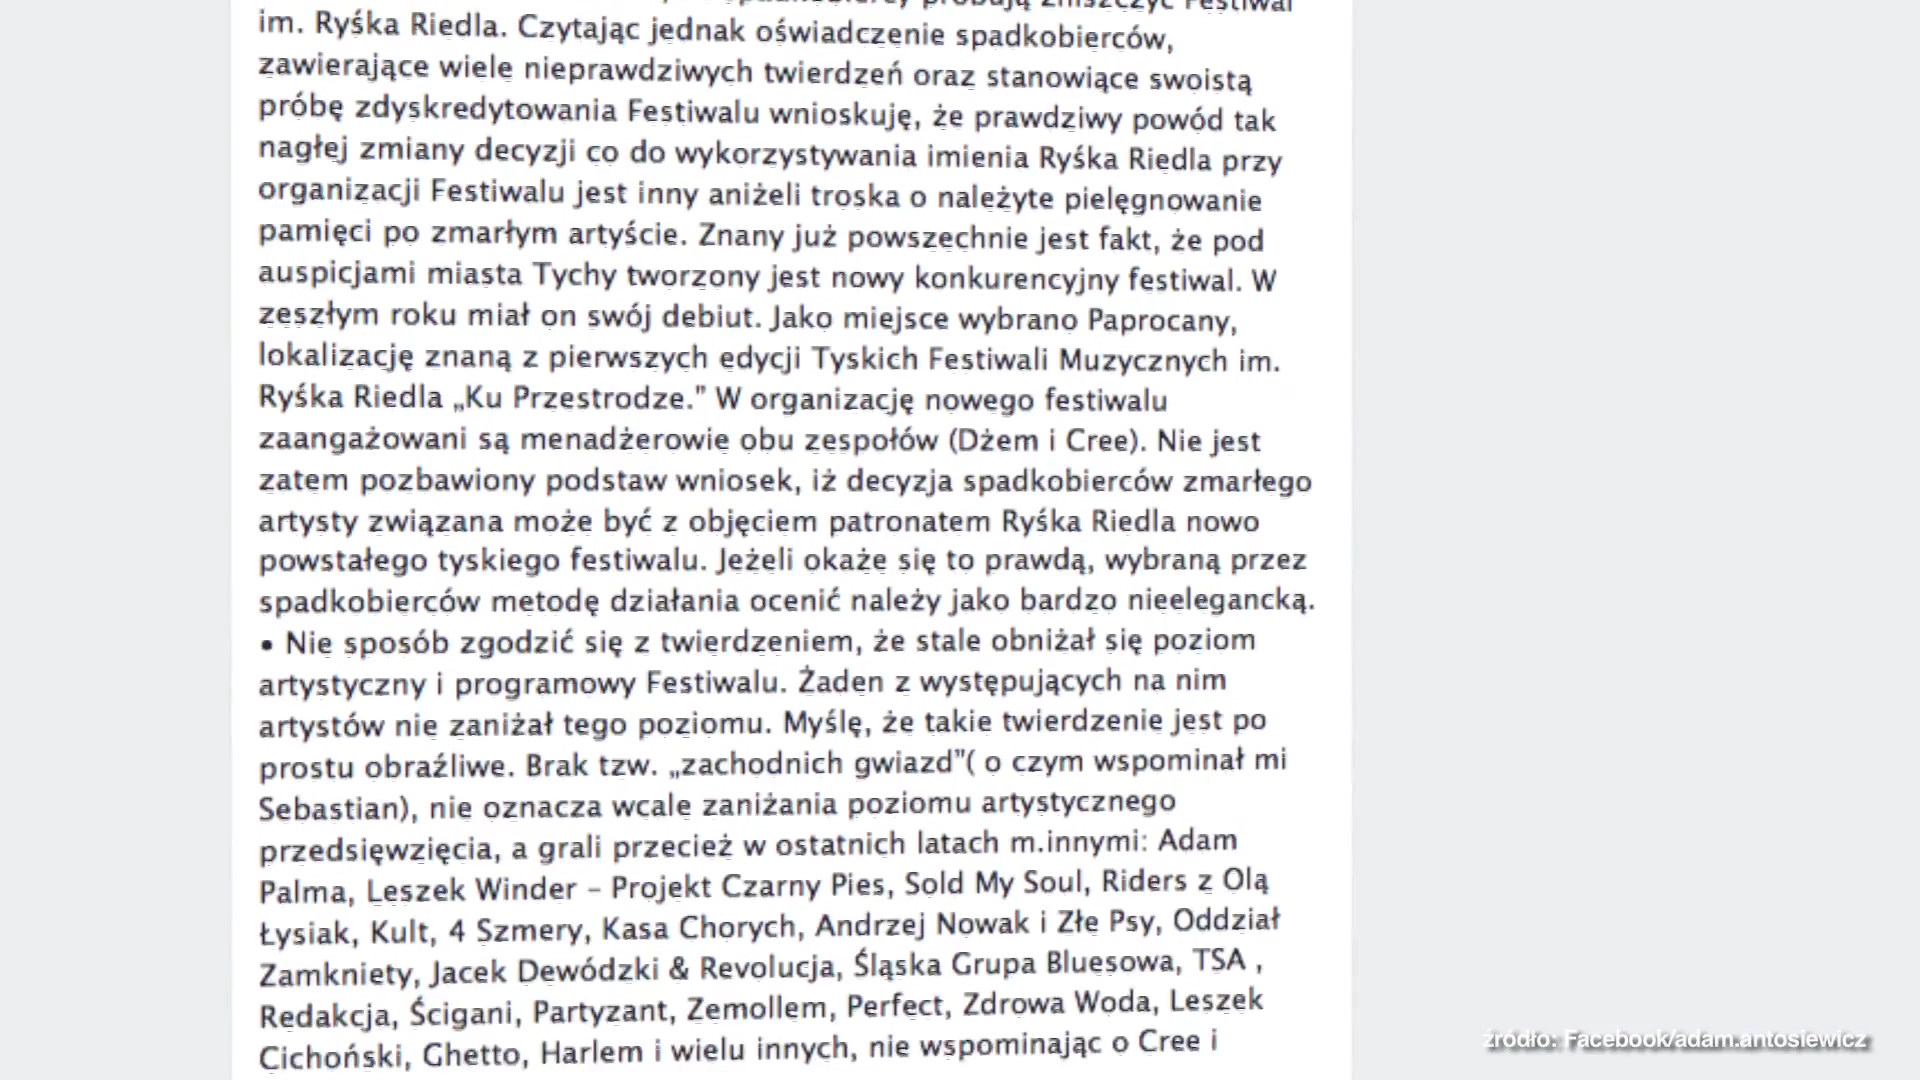 próbują zniszczyć Festiwal
im. Ryśka Riedla. Czytając jednak oświadczenie spadkobierców,
zawierające wiele nieprawdziwych twierdzeń oraz stanowiące swoistą
próbę zdyskredytowania Festiwalu wnioskuję, że prawdziwy powód tak
nagłej zmiany decyzji co do wykorzystywania imienia Ryśka Riedla przy
organizacji Festiwalu jest inny aniżeli troska o należyte pielęgnowanie
pamięci po zmarłym artyście. Znany już powszechnie jest fakt, że pod
auspicjami miasta Tychy tworzony jest nowy konkurencyjny festiwal. W
zeszłym roku miał on swój debiut. Jako miejsce wybrano Paprocany,
lokalizację znaną z pierwszych edycji Tyskich Festiwali Muzycznych im.
Ryśka Riedla „Ku Przestrodze.” W organizację nowego festiwalu
zaangażowani są menadżerowie obu zespołów (Dżem i Cree). Nie jest
zatem pozbawiony podstaw wniosek, iż decyzja spadkobierców zmarłego
artysty związana może być z objęciem patronatem Ryśka Riedla nowo
powstałego tyskiego festiwalu. Jeżeli okaże się to prawdą, wybraną przez
spadkobierców metodę działania ocenić należy jako bardzo nieelegancką.
• Nie sposób zgodzić się z twierdzeniem, że stale obniżał się poziom
artystyczny i programowy Festiwalu. Żaden z występujących na nim
artystów nie zaniżał tego poziomu. Myślę, że takie twierdzenie jest po
prostu obraźliwe. Brak tzw. „zachodnich gwiazd”( o czym wspominał mi
Sebastian), nie oznacza wcale zaniżania poziomu artystycznego
przedsięwzięcia, a grali przecież w ostatnich latach m.innymi: Adam
Palma, Leszek Winder – Projekt Czarny Pies, Sold My Soul, Riders z Olą
Łysiak, Kult, 4 Szmery, Kasa Chorych, Andrzej Nowak i Złe Psy, Oddział
Zamkniety, Jacek Dewódzki & Revolucja, Śląska Grupa Bluesowa, TSA ,
Redakcja, Ścigani, Partyzant, Zemollem, Perfect, Zdrowa Woda, Leszek
Cichoński, Ghetto, Harlem i wielu innych, nie wspominając o Cree i
źródło: Facebook/adam.antosiewicz